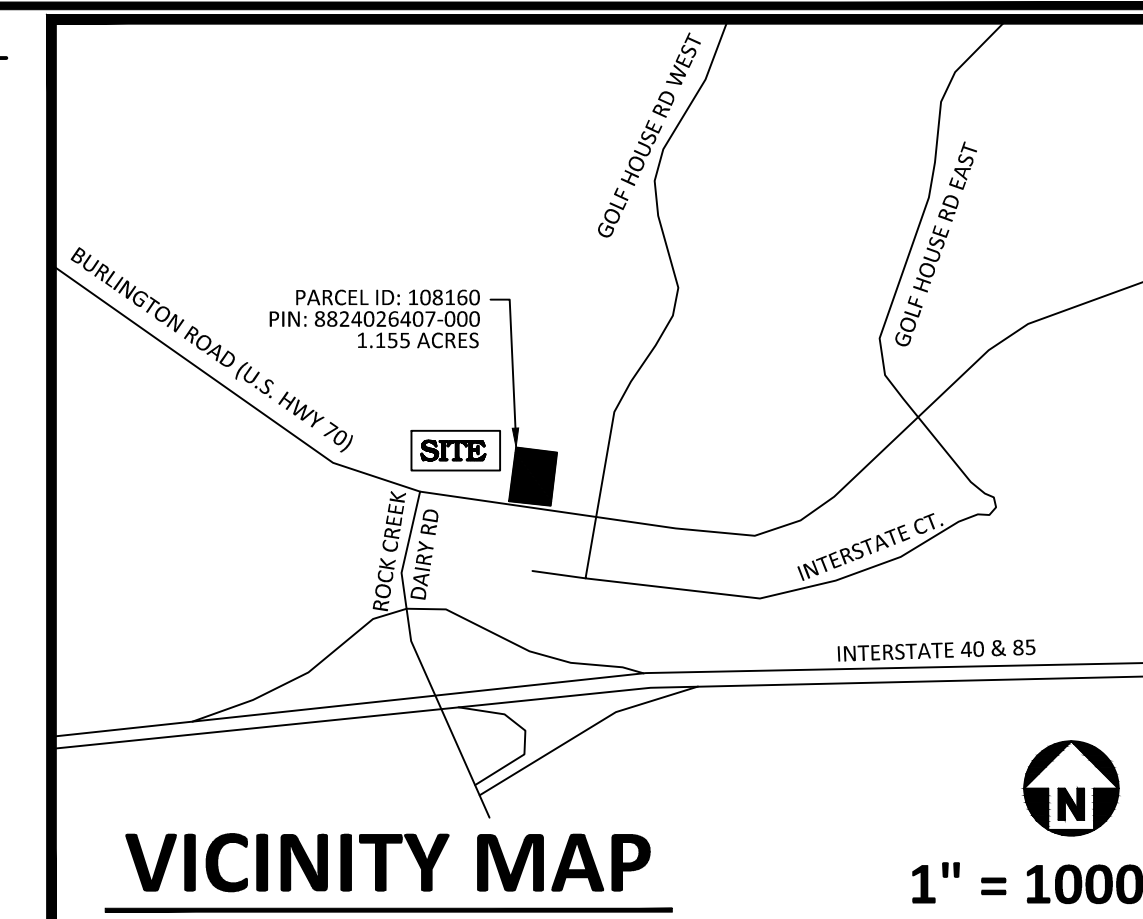 GOLF HOUSE RD WEST
GOLF HOUSE RD EAST
BURLINGTON ROAD (U.S. HWY 70)
PARCEL ID: 108160
PIN: 8824026407-000
1.155 ACRES
SITE
ROCK CREEK
DAIRY RD
INTERSTATE CT.
INTERSTATE 40 & 85
N
VICINITY MAP
1" = 1000